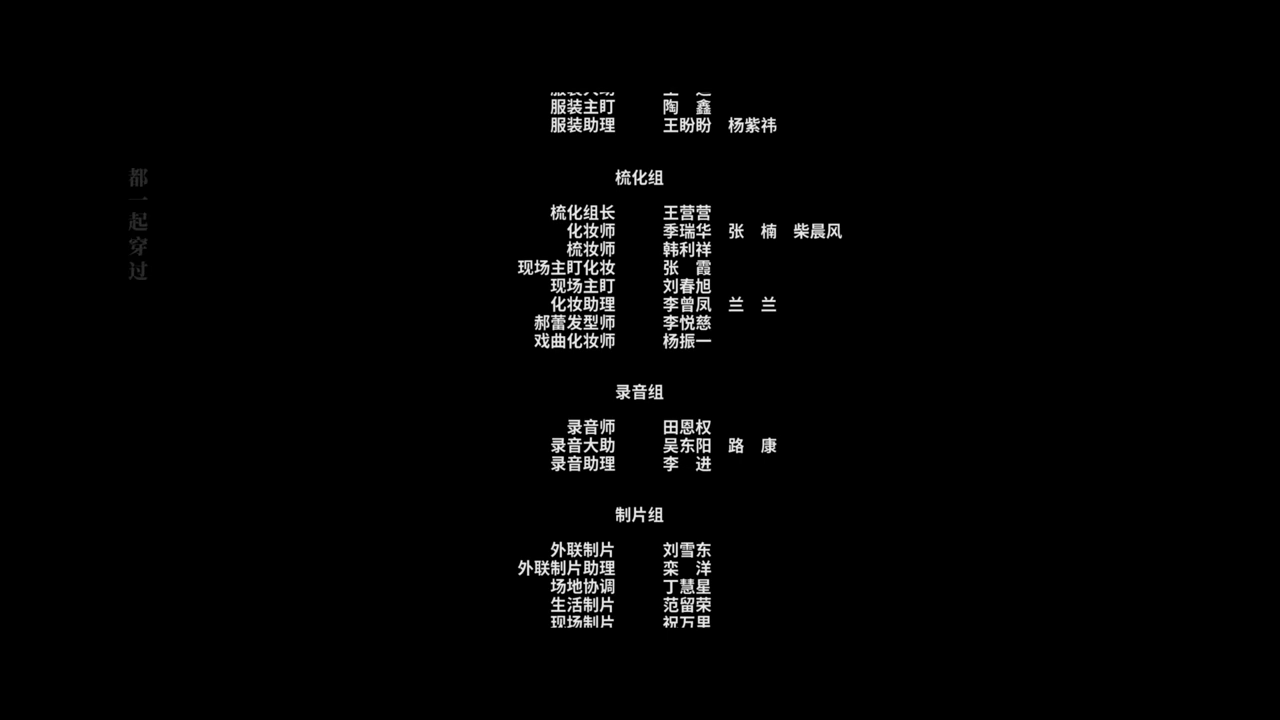 服装主盯 陶 鑫
服装助理 王盼盼 杨紫祎
都一起穿过
梳化组
梳化组长 王营营
化妆师 季瑞华 张 楠 柴晨风
梳妆师 韩利祥
现场主盯化妆 张 霞
现场主盯 刘春旭
化妆助理 李曾凤 兰 兰
郝蕾发型师 李悦慈
戏曲化妆师 杨振一
录音组
录音师 田恩权
录音大助 吴东阳 路 康
录音助理 李 进
制片组
外联制片 刘雪东
外联制片助理 栾 洋
场地协调 丁慧星
生活制片 范留荣
现场制片 祝万里